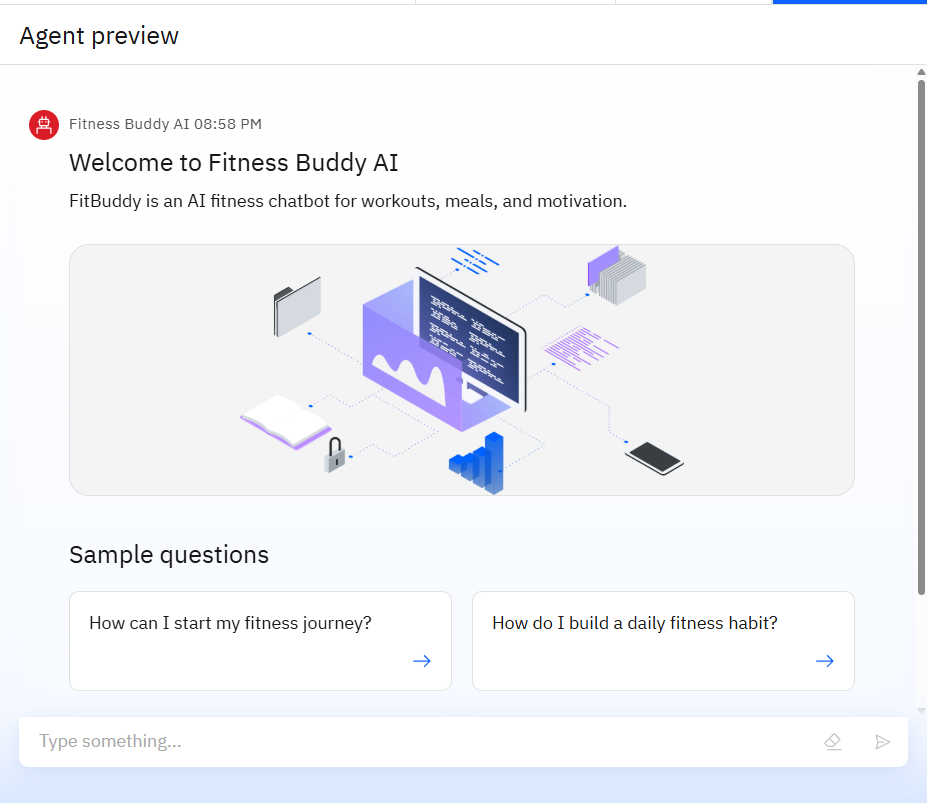 Agent preview
Fitness Buddy AI 08:58 PM
Welcome to Fitness Buddy AI
FitBuddy is an AI fitness chatbot for workouts, meals, and motivation.
Sample questions
How can I start my fitness journey?
How do I build a daily fitness habit?
Type something...